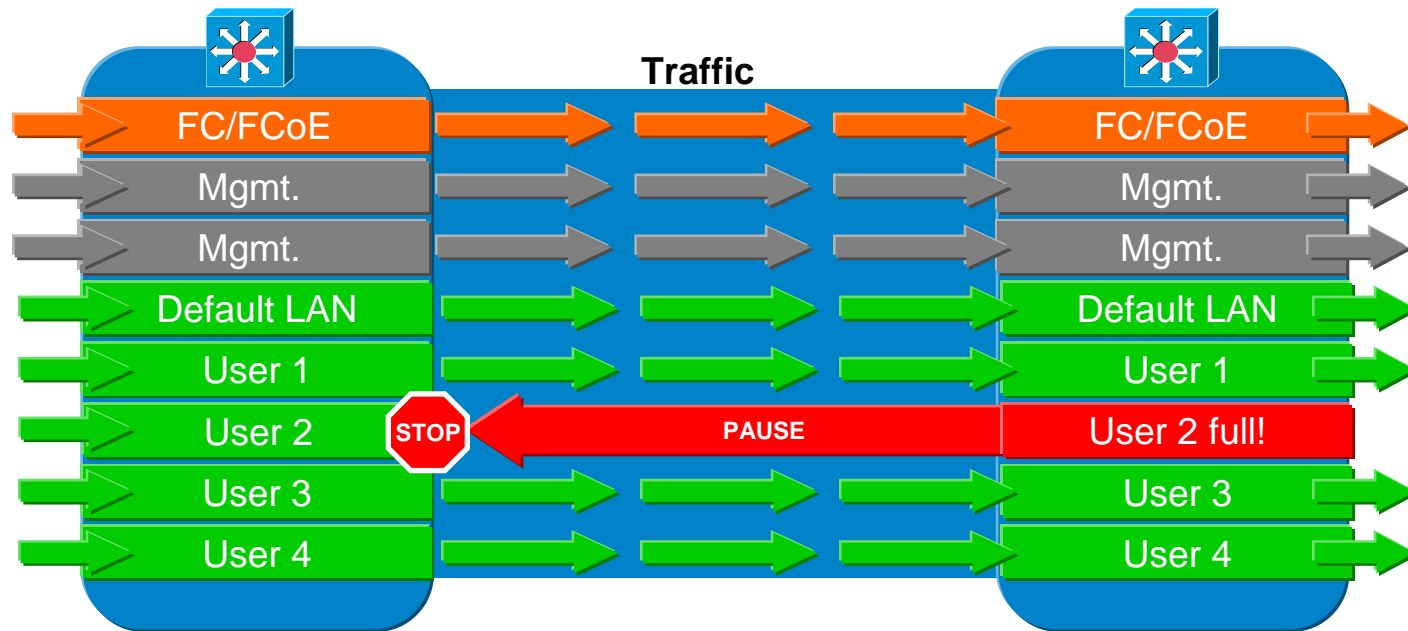 Traffic
FC/FCoE FC/FCoE
Mgmt. Mgmt.
Mgmt. Mgmt.
Default LAN Default LAN
User 1 User 1
User 2 STOP PAUSE User 2 full!
User 3 User 3
User 4 User 4